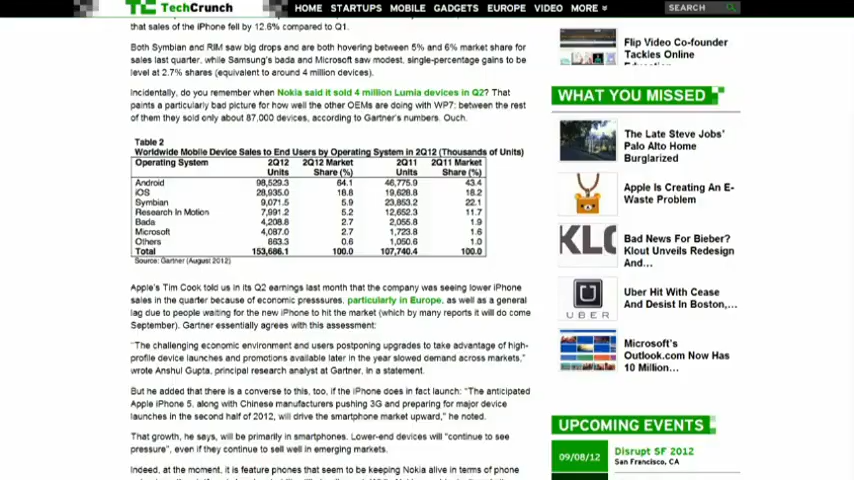 TechCrunch
HOME STARTUPS MOBILE GADGETS EUROPE VIDEO MORE
SEARCH
that sales of the iPhone fell by 12.6% compared to Q1.
Both Symbian and RIM saw big drops and are both hovering between 5% and 6% market share for
sales last quarter, while Samsung's bada and Microsoft saw modest, single-percentage gains to be
level at 2.7% shares (equivalent to around 4 million devices).
Incidentally, do you remember when Nokia said it sold 4 million Lumia devices in Q2? That
paints a particularly bad picture for how well the other OEMs are doing with WP7: between the rest
of them they sold only about 87,000 devices, according to Gartner's numbers. Ouch.
Table 2
Worldwide Mobile Device Sales to End Users by Operating System in 2Q12 (Thousands of Units)
Operating System 2Q12 Units 2Q12 Market Share (%) 2Q11 Units 2Q11 Market Share (%)
Android 98,529.3 64.1 46,775.9 43.4
iOS 28,935.0 18.8 19,628.8 18.2
Symbian 9,071.5 5.9 23,853.2 22.1
Research In Motion 7,991.2 5.2 12,652.3 11.7
Bada 4,208.8 2.7 2,055.8 1.9
Microsoft 4,087.0 2.7 1,723.8 1.6
Others 863.3 0.6 1,050.6 1.0
Total 153,686.1 100.0 107,740.4 100.0
Source: Gartner (August 2012)
Apple's Tim Cook told us in its Q2 earnings last month that the company was seeing lower iPhone
sales in the quarter because of economic presssures, particularly in Europe, as well as a general
lag due to people waiting for the new iPhone to hit the market (which by many reports it will do come
September). Gartner essentially agrees with this assessment:
"The challenging economic environment and users postponing upgrades to take advantage of high-
profile device launches and promotions available later in the year slowed demand across markets,"
wrote Anshul Gupta, principal research analyst at Gartner, in a statement.
But he added that there is a converse to this, too, if the iPhone does in fact launch: "The anticipated
Apple iPhone 5, along with Chinese manufacturers pushing 3G and preparing for major device
launches in the second half of 2012, will drive the smartphone market upward," he noted.
That growth, he says, will be primarily in smartphones. Lower-end devices will "continue to see
pressure", even if they continue to sell well in emerging markets.
Indeed, at the moment, it is feature phones that seem to be keeping Nokia alive in terms of phone
Flip Video Co-founder
Tackles Online
WHAT YOU MISSED
The Late Steve Jobs'
Palo Alto Home
Burglarized
Apple Is Creating An E-
Waste Problem
KLO
Bad News For Bieber?
Klout Unveils Redesign
And...
UBER
Uber Hit With Cease
And Desist In Boston,...
Microsoft's
Outlook.com Now Has
10 Million...
UPCOMING EVENTS
09/08/12
Disrupt SF 2012
San Francisco, CA